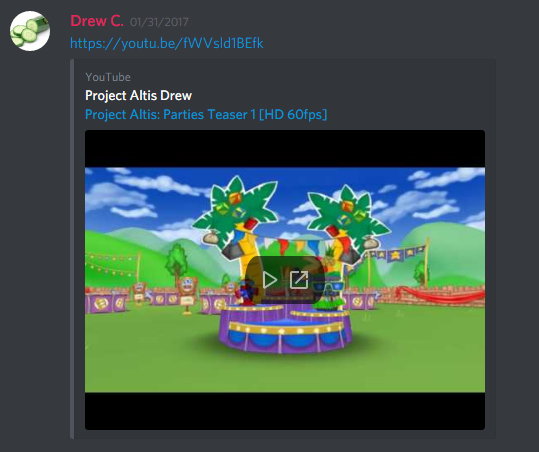 Drew C. 01/31/2017
https://youtu.be/fWVsld1BEfk
YouTube
Project Altis Drew
Project Altis: Parties Teaser 1 [HD 60fps]